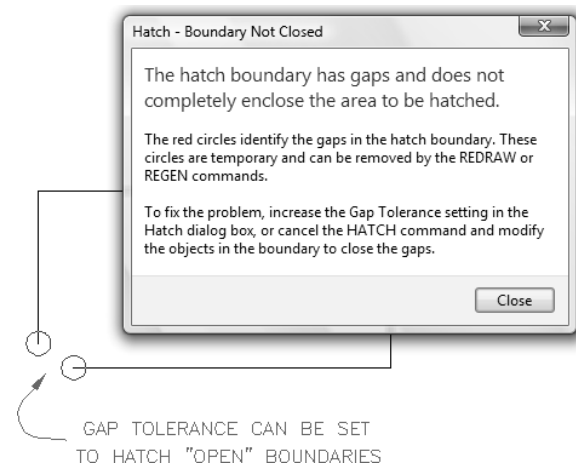 Hatch - Boundary Not Closed
The hatch boundary has gaps and does not
completely enclose the area to be hatched.
The red circles identify the gaps in the hatch boundary. These
circles are temporary and can be removed by the REDRAW or
REGEN commands.
To fix the problem, increase the Gap Tolerance setting in the
Hatch dialog box, or cancel the HATCH command and modify
the objects in the boundary to close the gaps.
Close
GAP TOLERANCE CAN BE SET
TO HATCH "OPEN" BOUNDARIES